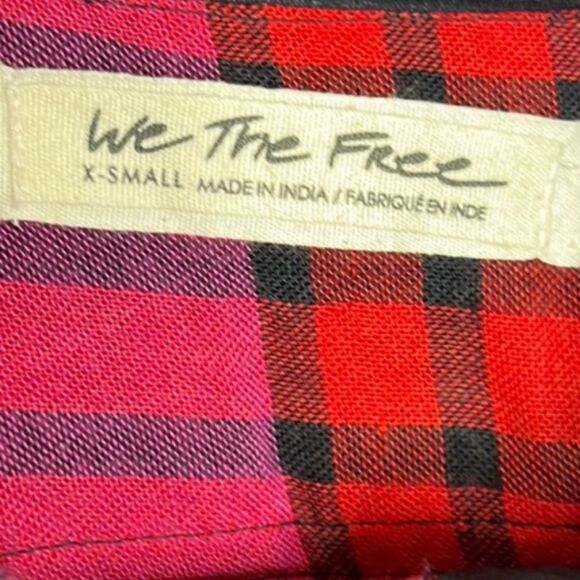 We The Free
X-SMALL MADE IN INDIA / FABRIQUÉ EN INDE